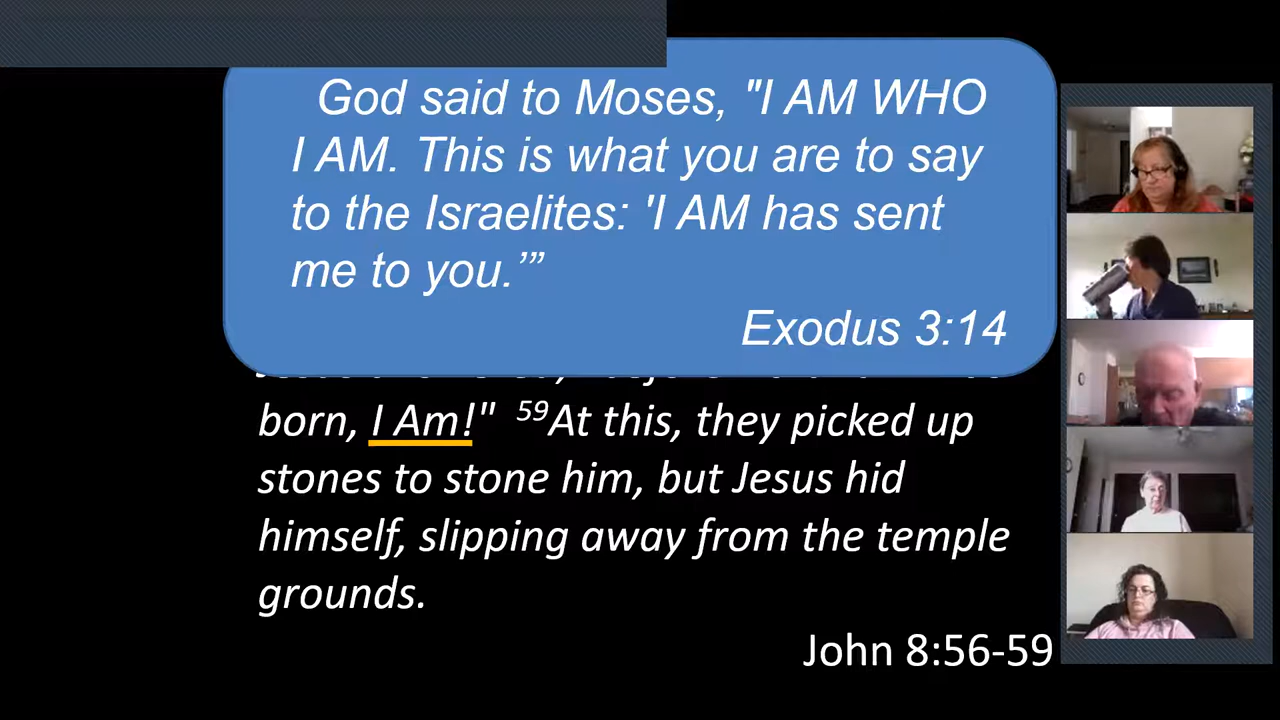 God said to Moses, "I AM WHO
I AM. This is what you are to say
to the Israelites: 'I AM has sent
me to you.’”
Exodus 3:14
born, I Am!" ⁵⁹At this, they picked up
stones to stone him, but Jesus hid
himself, slipping away from the temple
grounds.
John 8:56-59